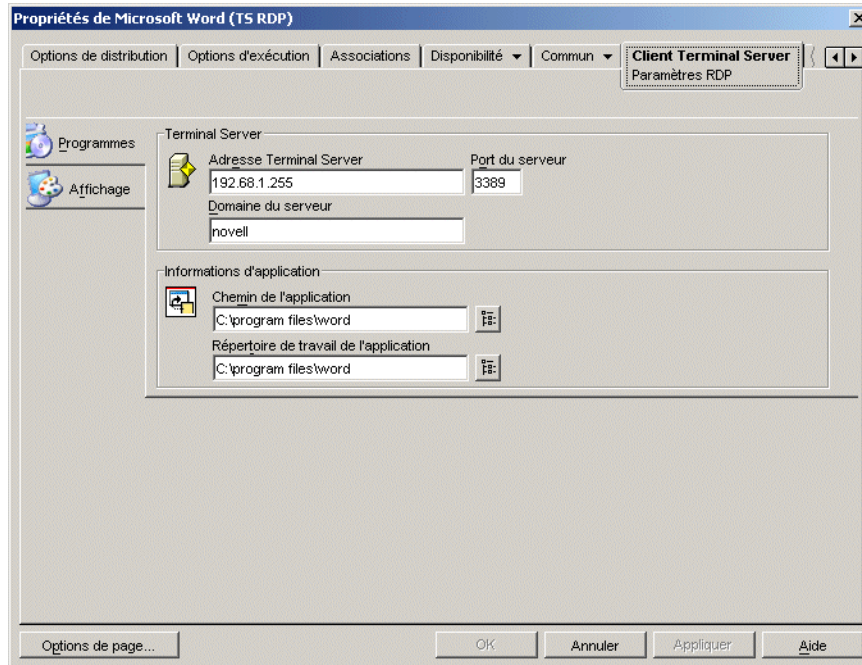 Propriétés de Microsoft Word (TS RDP)
Options de distribution Options d'exécution Associations Disponibilité Commun Client Terminal Server
Paramètres RDP
Programmes
Affichage
Terminal Server
Adresse Terminal Server Port du serveur
192.68.1.255 3389
Domaine du serveur
novell
Informations d'application
Chemin de l'application
C:\program files\word
Répertoire de travail de l'application
C:\program files\word
Options de page... OK Annuler Appliquer Aide